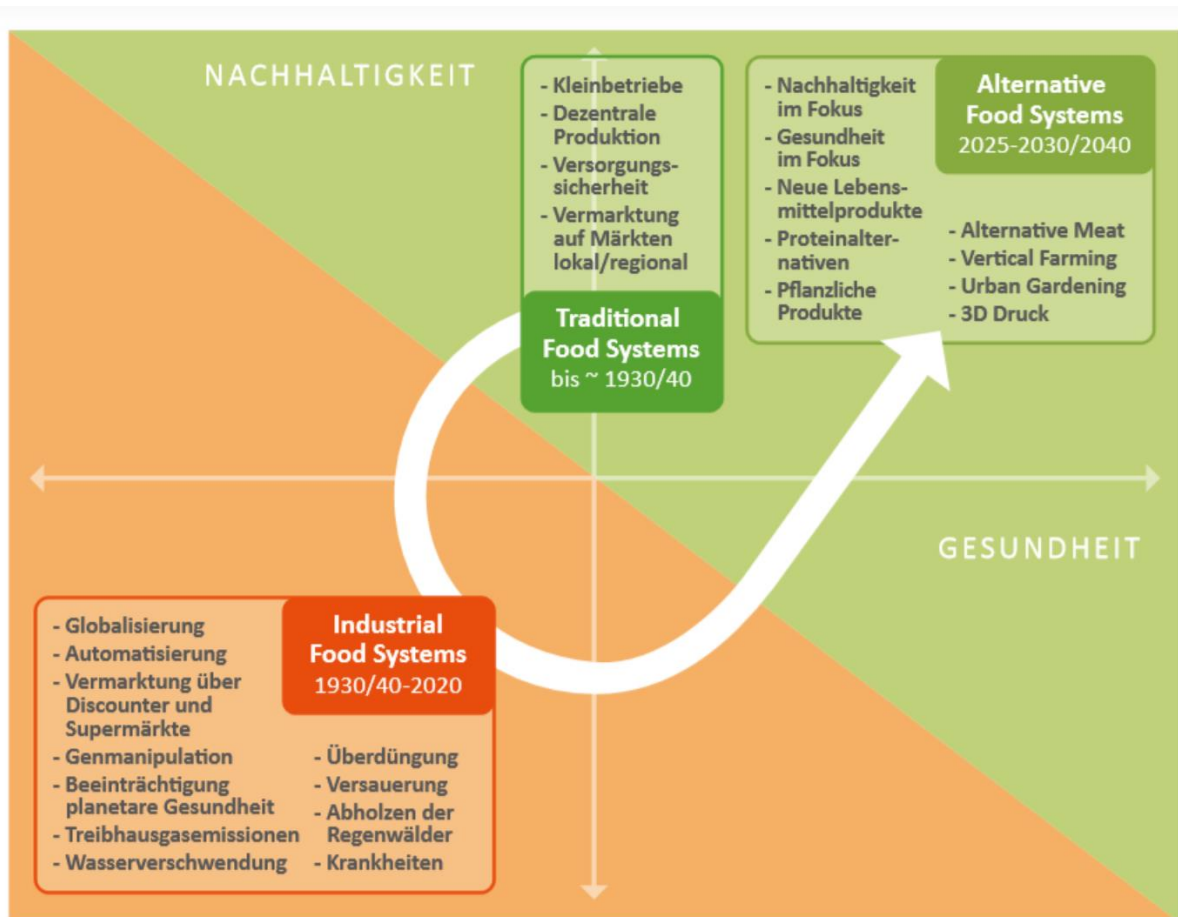 NACHHALTIGKEIT
- Kleinbetriebe
- Dezentrale
Produktion
- Versorgungs-
sicherheit
- Vermarktung
auf Märkten
lokal/regional
Traditional
Food Systems
bis ~ 1930/40
- Nachhaltigkeit
im Fokus
- Gesundheit
im Fokus
- Neue Lebens-
mittelprodukte
- Proteinalter-
nativen
- Pflanzliche
Produkte
Alternative
Food Systems
2025-2030/2040
- Alternative Meat
- Vertical Farming
- Urban Gardening
- 3D Druck
GESUNDHEIT
- Globalisierung
- Automatisierung
- Vermarktung über
Discounter und
Supermärkte
- Genmanipulation
- Beeinträchtigung
planetare Gesundheit
- Treibhausgasemissionen
- Wasserverschwendung
Industrial
Food Systems
1930/40-2020
- Überdüngung
- Versauerung
- Abholzen der
Regenwälder
- Krankheiten